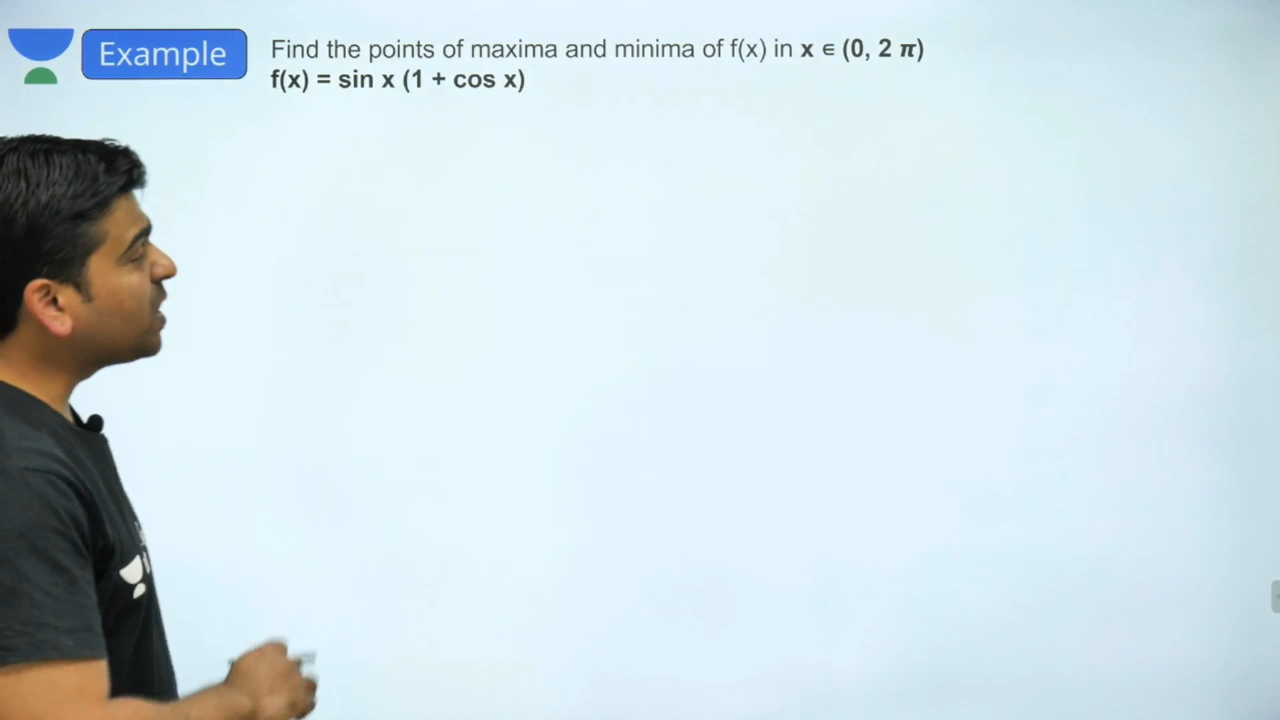 Example
Find the points of maxima and minima of f(x) in x ∈ (0, 2 π)
f(x) = sin x (1 + cos x)